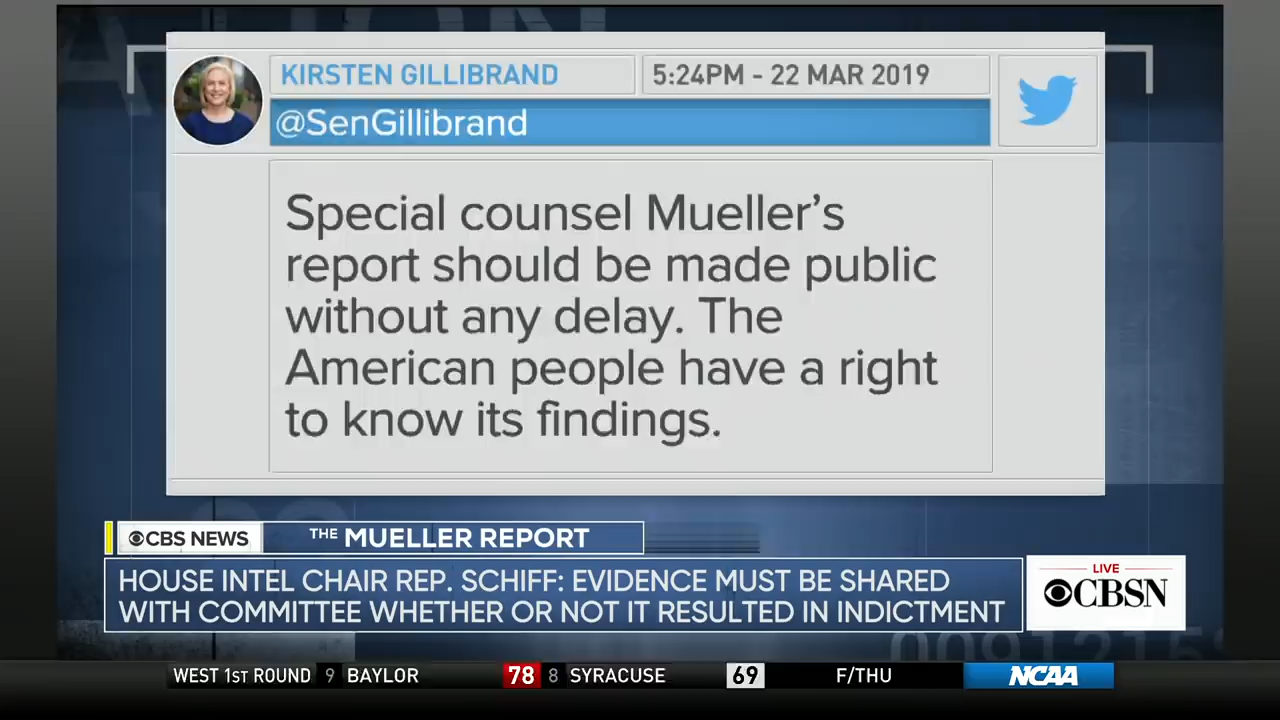 KIRSTEN GILLIBRAND
5:24PM - 22 MAR 2019
@SenGillibrand
Special counsel Mueller’s
report should be made public
without any delay. The
American people have a right
to know its findings.
CBS NEWS
THE MUELLER REPORT
HOUSE INTEL CHAIR REP. SCHIFF: EVIDENCE MUST BE SHARED
WITH COMMITTEE WHETHER OR NOT IT RESULTED IN INDICTMENT
LIVE
CBSN
WEST 1ST ROUND 9 BAYLOR 78 8 SYRACUSE 69 F/THU NCAA